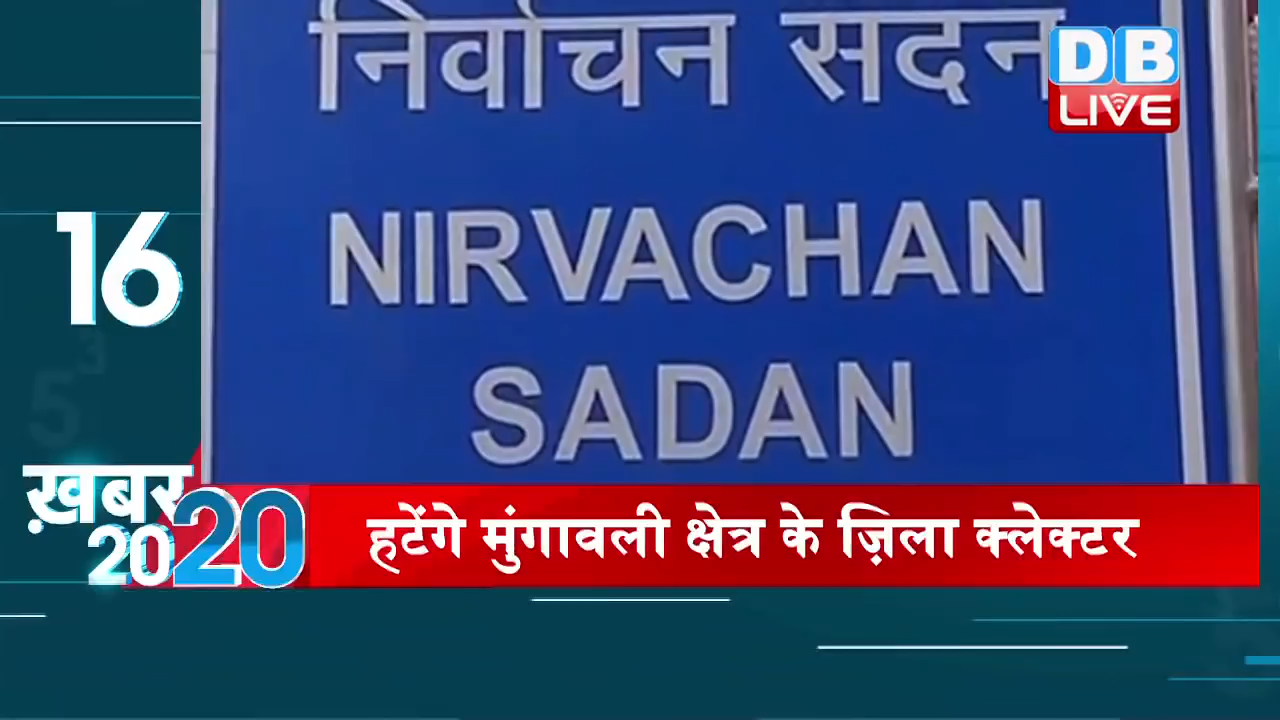 निर्वाचन सदन
DB
LIVE
NIRVACHAN
SADAN
16
ख़बर
2020
हटेंगे मुंगावली क्षेत्र के ज़िला क्लेक्टर